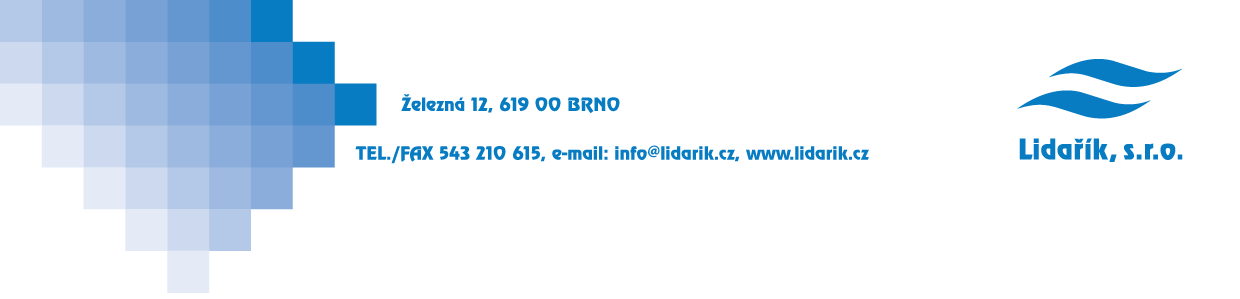 Železná 12, 619 00 BRNO
TEL./FAX 543 210 615, e-mail: info@lidarik.cz, www.lidarik.cz
Lidařík, s.r.o.